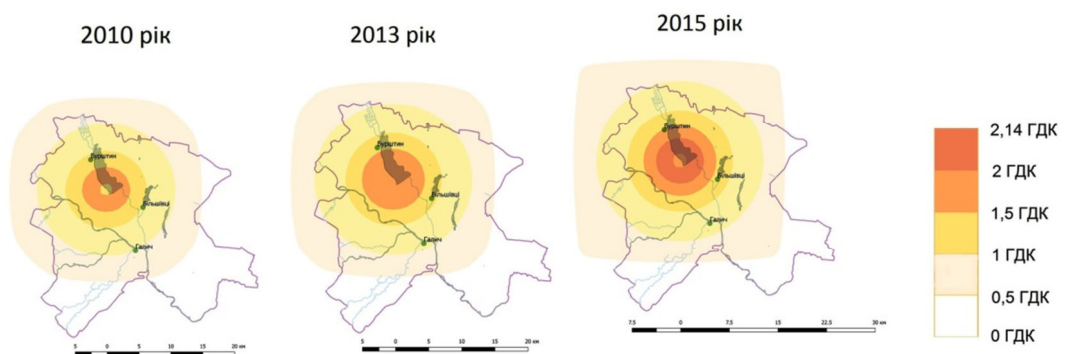 2010 рік
2013 рік
2015 рік
Бурштин
Більшівці
Галич
5 0 5 10 15 20 км
Бурштин
Більшівці
Галич
5 0 5 10 15 20 км
Бурштин
Більшівці
Галич
7.5 0 7.5 15 22.5 30 км
2,14 ГДК
2 ГДК
1,5 ГДК
1 ГДК
0,5 ГДК
0 ГДК